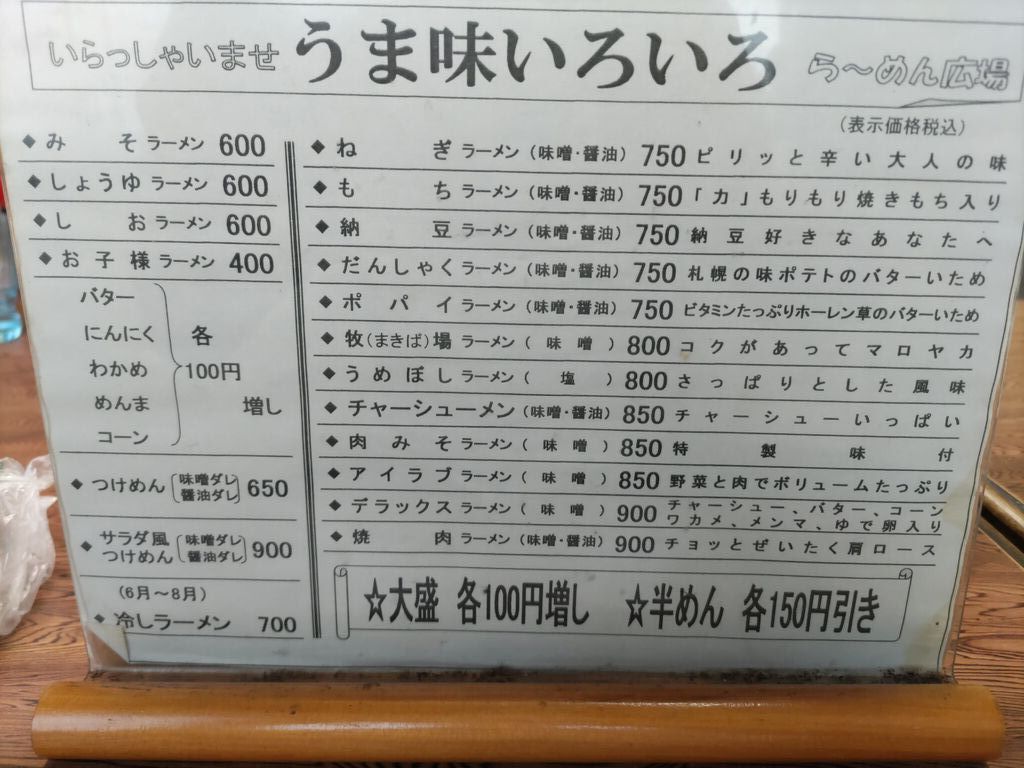 いらっしゃいませ うま味いろいろ ら～めん広場
(表示価格税込)
◆みそラーメン 600
◆しょうゆラーメン 600
◆しおラーメン 600
◆お子様ラーメン 400
バター
にんにく
わかめ
めんま
コーン
各
100円
増し
◆つけめん〔味噌ダレ 醤油ダレ〕650
◆サラダ風つけめん〔味噌ダレ 醤油ダレ〕900
(6月～8月)
◆冷しラーメン 700
◆ねぎラーメン(味噌・醤油) 750 ピリッと辛い大人の味
◆もちラーメン(味噌・醤油) 750 「力」もりもり焼きもち入り
◆納豆ラーメン(味噌・醤油) 750 納豆好きなあなたへ
◆だんしゃくラーメン(味噌・醤油) 750 札幌の味ポテトのバターいため
◆ポパイラーメン(味噌・醤油) 750 ビタミンたっぷりホーレン草のバターいため
◆牧(まきば)場ラーメン(味噌) 800 コクがあってマロヤカ
◆うめぼしラーメン(塩) 800 さっぱりとした風味
◆チャーシューメン(味噌・醤油) 850 チャーシューいっぱい
◆肉みそラーメン(味噌) 850 特製味付
◆アイラブラーメン(味噌) 850 野菜と肉でボリュームたっぷり
◆デラックスラーメン(味噌) 900 チャーシュー、バター、コーン
ワカメ、メンマ、ゆで卵入り
◆焼肉ラーメン(味噌・醤油) 900 チョッとぜいたく肩ロース
☆大盛 各100円増し ☆半めん 各150円引き